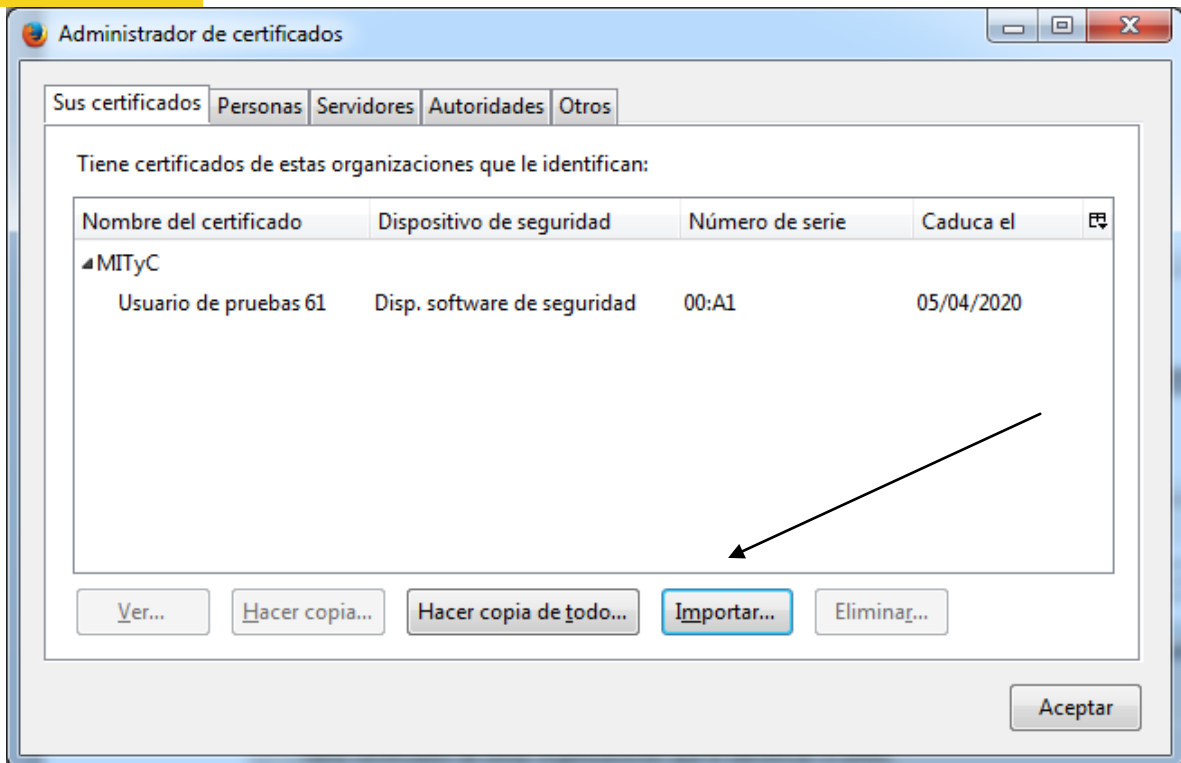 Administrador de certificados
Sus certificados Personas Servidores Autoridades Otros
Tiene certificados de estas organizaciones que le identifican:
Nombre del certificado Dispositivo de seguridad Número de serie Caduca el
MITyC
Usuario de pruebas 61 Disp. software de seguridad 00:A1 05/04/2020
Ver... Hacer copia... Hacer copia de todo... Importar... Eliminar...
Aceptar